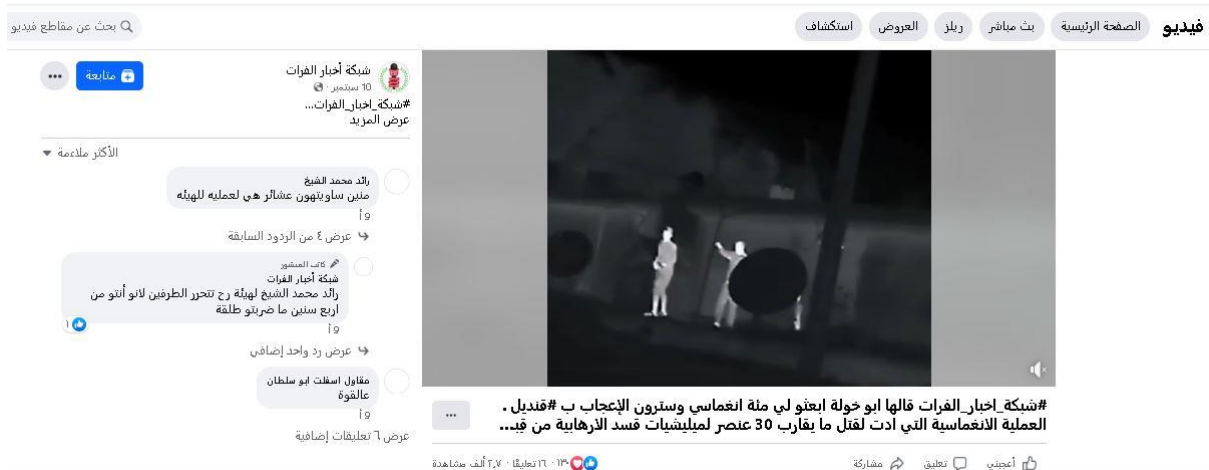 فيديو
الصفحة الرئيسية
بث مباشر
ريلز
العروض
استكشاف
بحث عن مقاطع فيديو
شبكة أخبار الفرات
10 سبتمبر
متابعة
#شبكة_اخبار_الفرات...
عرض المزيد
الأكثر ملاءمة
رائد محمد الشيخ
منين ساويتهون عشائر هي لعمليه للهيئه
و أ
عرض ٤ من الردود السابقة
كاتب المنشور
شبكة أخبار الفرات
رائد محمد الشيخ لهيئة رح تتحرر الطرفين لانو أنتو من
اربع سنين ما ضربتو طلقة
١
و أ
عرض رد واحد إضافي
مقاول اسفلت ابو سلطان
عالقوة
و أ
عرض ٦ تعليقات إضافية
#شبكة_اخبار_الفرات قالها ابو خولة ابعثو لي مئة انغماسي وسترون الإعجاب ب #قنديل .
العملية الانغماسية التي ادت لقتل ما يقارب 30 عنصر لميليشيات قسد الارهابية من قِبـ...
أعجبني
تعليق
مشاركة
١٣٠ · ١٦ تعليقًا · ٢٫٧ ألف مشاهدة